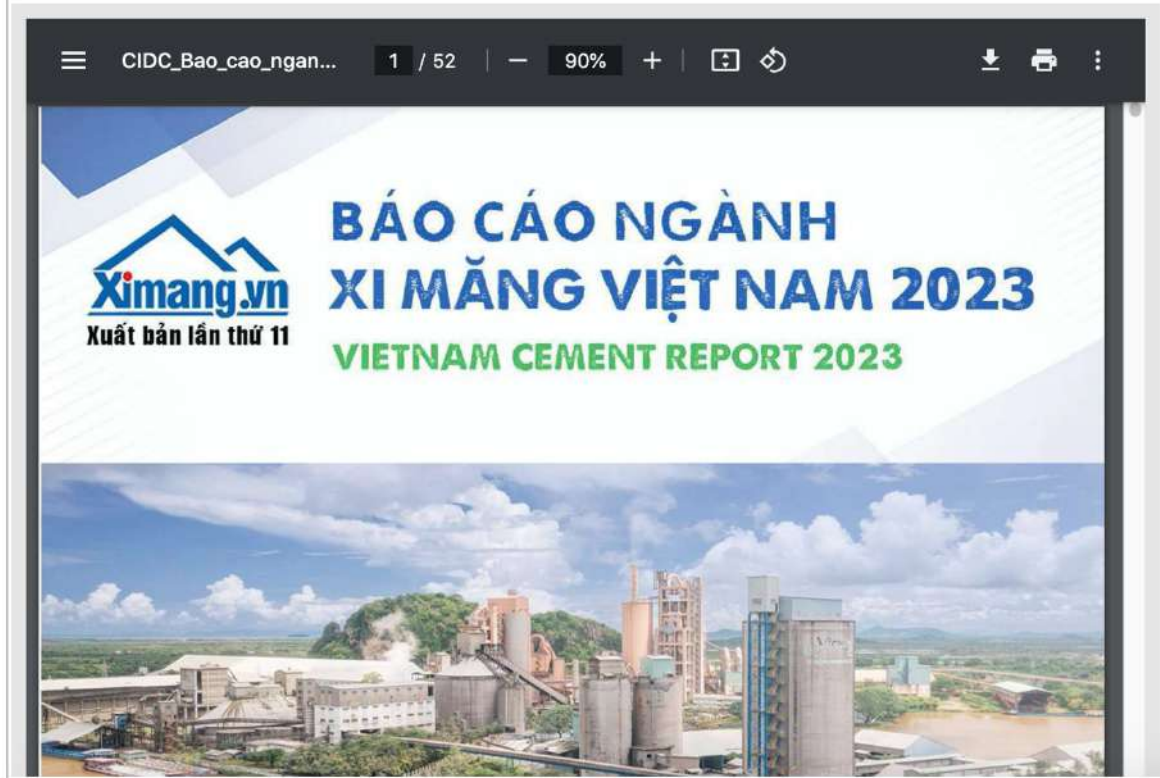 CIDC_Bao_cao_ngan... 1 / 52 90%
BÁO CÁO NGÀNH
XI MĂNG VIỆT NAM 2023
VIETNAM CEMENT REPORT 2023
Ximang.vn
Xuất bản lần thứ 11